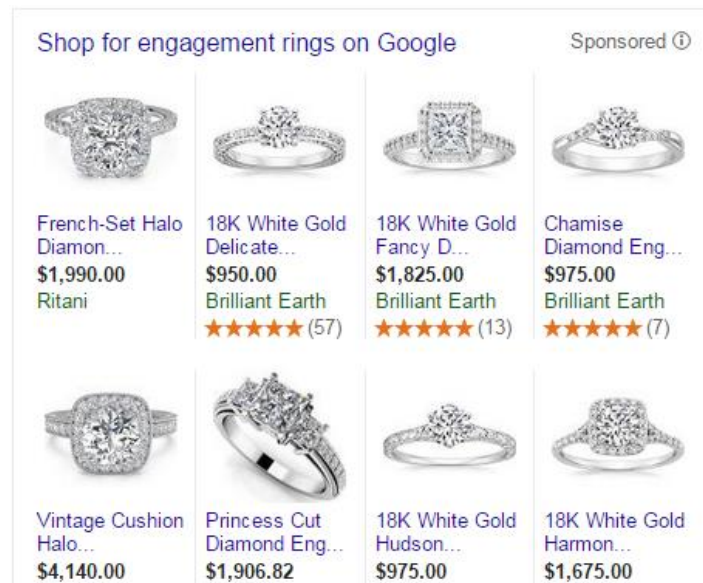 Shop for engagement rings on Google
Sponsored ⓘ
French-Set Halo
Diamon...
$1,990.00
Ritani
18K White Gold
Delicate...
$950.00
Brilliant Earth
★★★★★ (57)
18K White Gold
Fancy D...
$1,825.00
Brilliant Earth
★★★★★ (13)
Chamise
Diamond Eng...
$975.00
Brilliant Earth
★★★★★ (7)
Vintage Cushion
Halo...
$4,140.00
Princess Cut
Diamond Eng...
$1,906.82
18K White Gold
Hudson...
$975.00
18K White Gold
Harmon...
$1,675.00